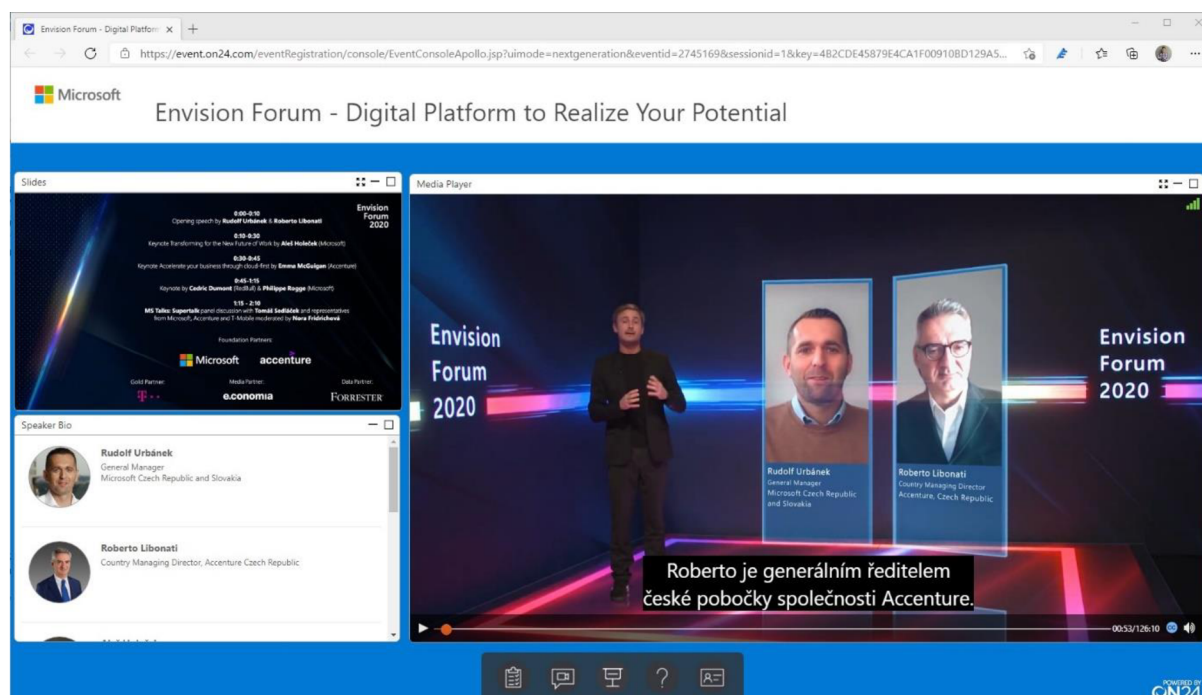 Envision Forum - Digital Platform
https://event.on24.com/eventRegistration/console/EventConsoleApollo.jsp?uimode=nextgeneration&eventid=2745169&sessionid=1&key=4B2CDE45879E4CA1F00910BD129A5...
Microsoft
Envision Forum - Digital Platform to Realize Your Potential
Slides
Envision
Forum
2020
0:00-0:10
Opening speech by Rudolf Urbánek & Roberto Libonati
0:10-0:30
Keynote Transforming for the New Future of Work by Aleš Holeček (Microsoft)
0:30-0:45
Keynote Accelerate your business through cloud-first by Emma McGuigan (Accenture)
0:45-1:15
Keynote by Cedric Dumont (RedBull) & Philippe Rogge (Microsoft)
1:15 - 2:10
MS Talks: Supertalk panel discussion with Tomáš Sedláček and representatives
from Microsoft, Accenture and T-Mobile moderated by Nora Fridrichová
Foundation Partners:
Microsoft accenture
Gold Partner: Media Partner: Data Partner:
T e.conomia FORRESTER
Speaker Bio
Rudolf Urbánek
General Manager
Microsoft Czech Republic and Slovakia
Roberto Libonati
Country Managing Director, Accenture Czech Republic
Media Player
Envision
Forum
2020
Rudolf Urbánek
General Manager
Microsoft Czech Republic
and Slovakia
Roberto Libonati
Country Managing Director
Accenture, Czech Republic
Envision
Forum
2020
Roberto je generálním ředitelem
české pobočky společnosti Accenture.
00:53/126:10
POWERED BY
ON24